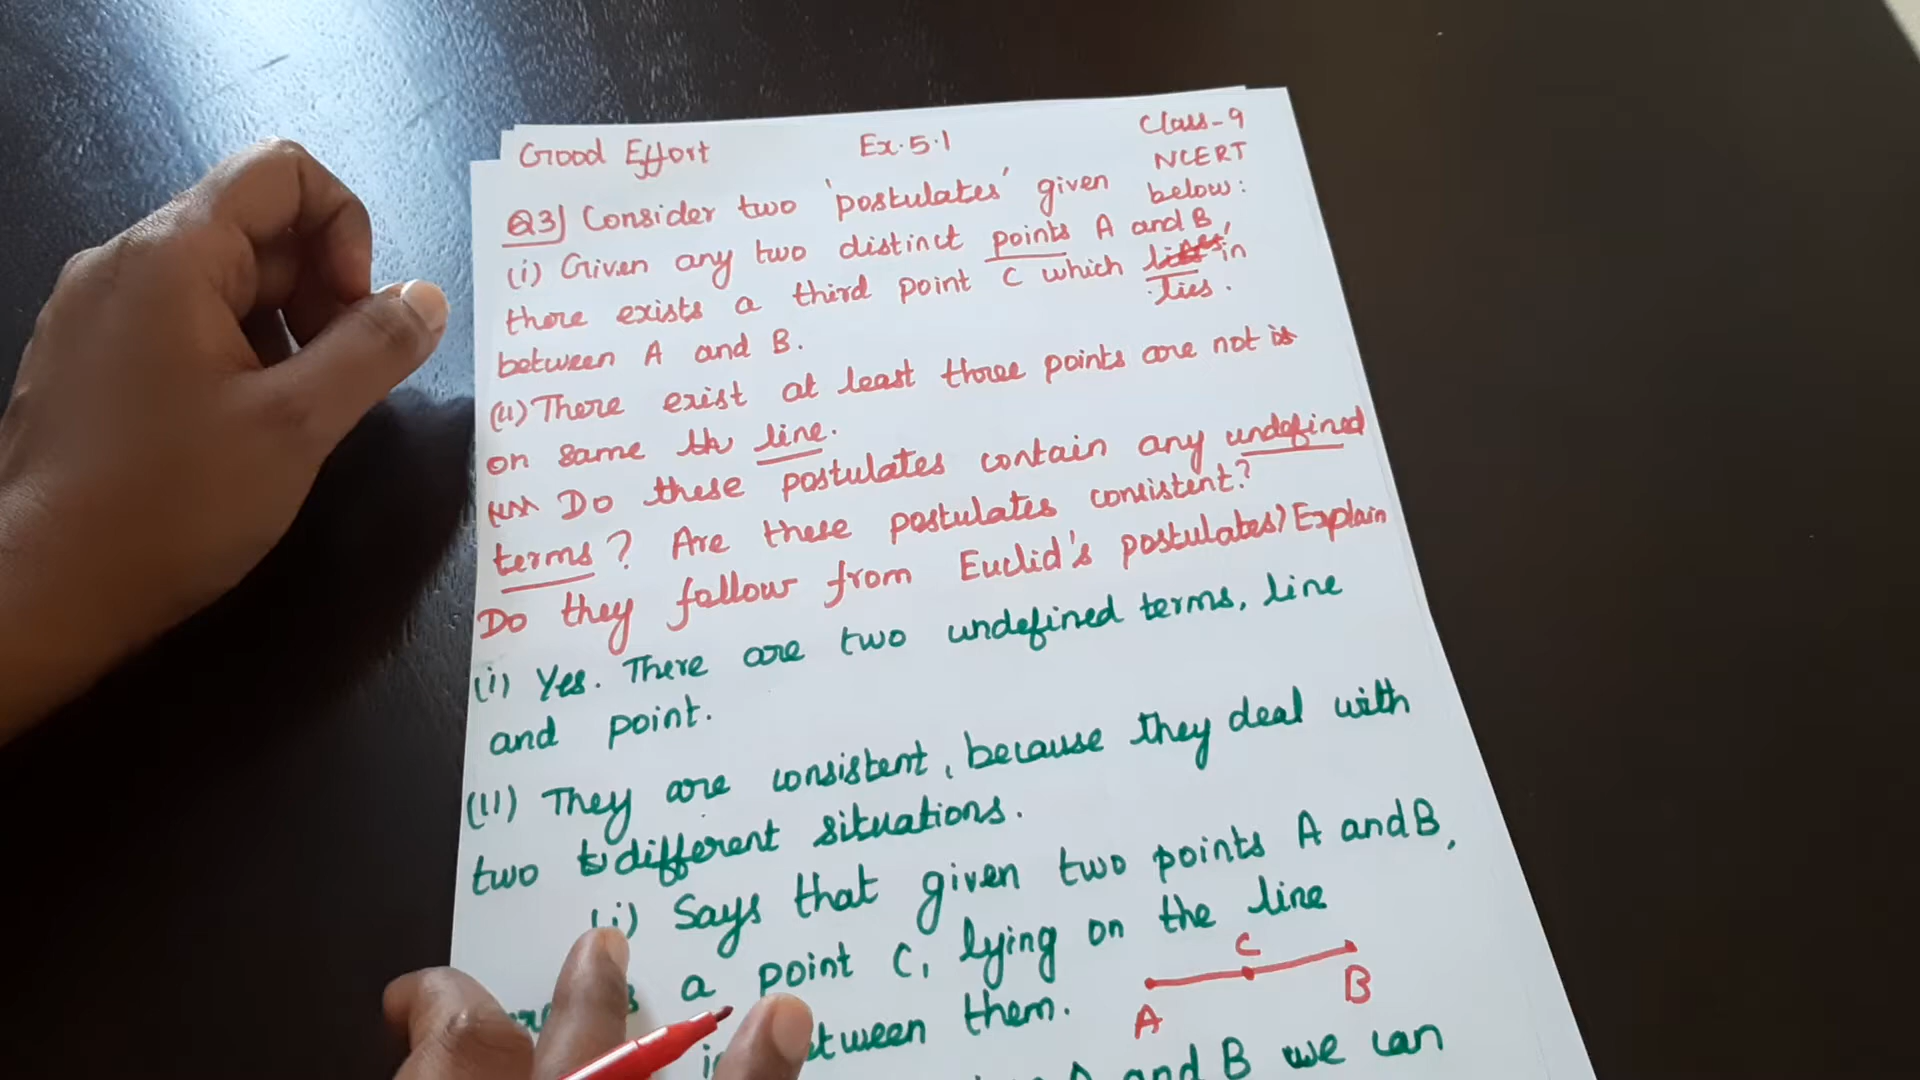 Good Effort Ex.5.1 Class-9
NCERT
Q3) Consider two 'postulates' given below:
(i) Given any two distinct points A and B,
there exists a third point C which in
lies.
between A and B.
(ii) There exist at least three points are not is
on same line.
Do these postulates contain any undefined
terms? Are these postulates consistent?
Do they follow from Euclid's postulates? Explain
(i) Yes. There are two undefined terms, line
and point.
(ii) They are consistent, because they deal with
two different situations.
(i) Says that given two points A and B,
a point C, lying on the line
between them.
A C B
A and B we can